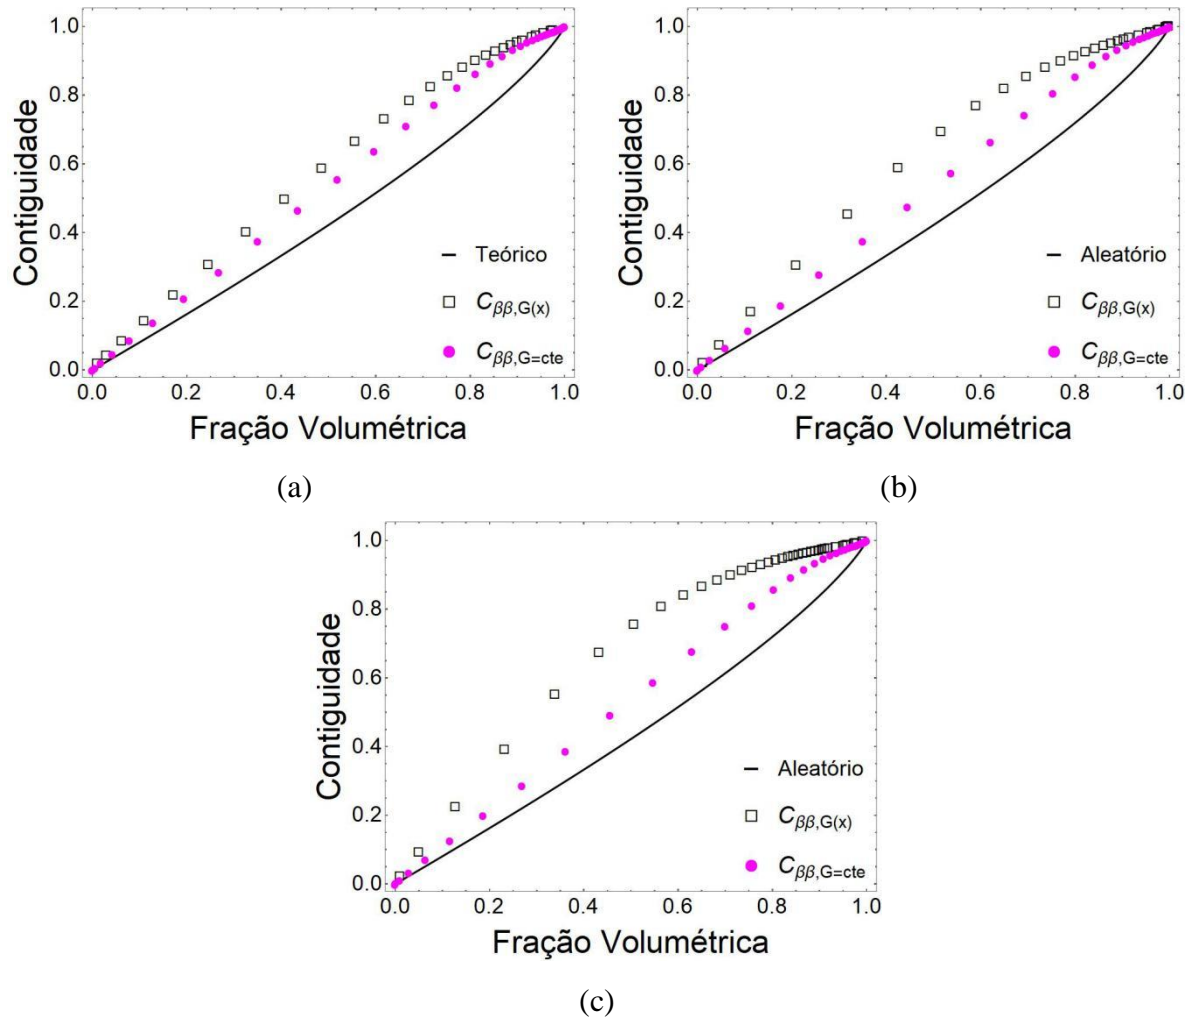 Contiguidade
1.0
0.8
0.6
0.4
0.2
0.0
0.0 0.2 0.4 0.6 0.8 1.0
Fração Volumétrica
Teórico
Cββ,G(x)
Cββ,G=cte
(a)
Contiguidade
1.0
0.8
0.6
0.4
0.2
0.0
0.0 0.2 0.4 0.6 0.8 1.0
Fração Volumétrica
Aleatório
Cββ,G(x)
Cββ,G=cte
(b)
Contiguidade
1.0
0.8
0.6
0.4
0.2
0.0
0.0 0.2 0.4 0.6 0.8 1.0
Fração Volumétrica
Aleatório
Cββ,G(x)
Cββ,G=cte
(c)